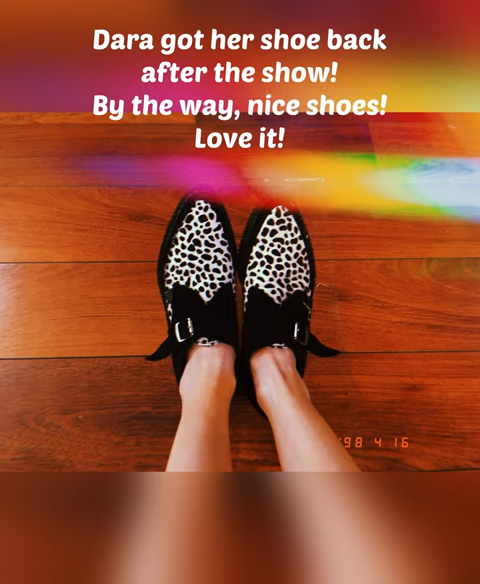 Dara got her shoe back
after the show!
By the way, nice shoes!
Love it!
'98 4 16